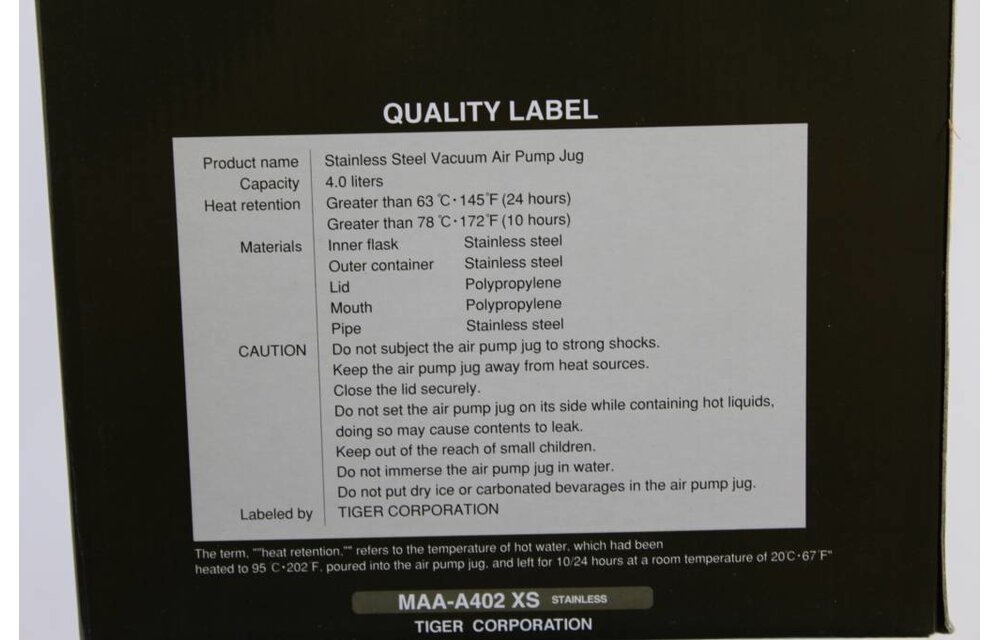 QUALITY LABEL
Product name Stainless Steel Vacuum Air Pump Jug
Capacity 4.0 liters
Heat retention Greater than 63 ℃・145 ℉ (24 hours)
Greater than 78 ℃・172 ℉ (10 hours)
Materials Inner flask Stainless steel
Outer container Stainless steel
Lid Polypropylene
Mouth Polypropylene
Pipe Stainless steel
CAUTION Do not subject the air pump jug to strong shocks.
Keep the air pump jug away from heat sources.
Close the lid securely.
Do not set the air pump jug on its side while containing hot liquids,
doing so may cause contents to leak.
Keep out of the reach of small children.
Do not immerse the air pump jug in water.
Do not put dry ice or carbonated bevarages in the air pump jug.
Labeled by TIGER CORPORATION
The term, ""heat retention,"" refers to the temperature of hot water, which had been
heated to 95 ℃・202 ℉, poured into the air pump jug, and left for 10/24 hours at a room temperature of 20℃・67 ℉"
MAA-A402 XS STAINLESS
TIGER CORPORATION